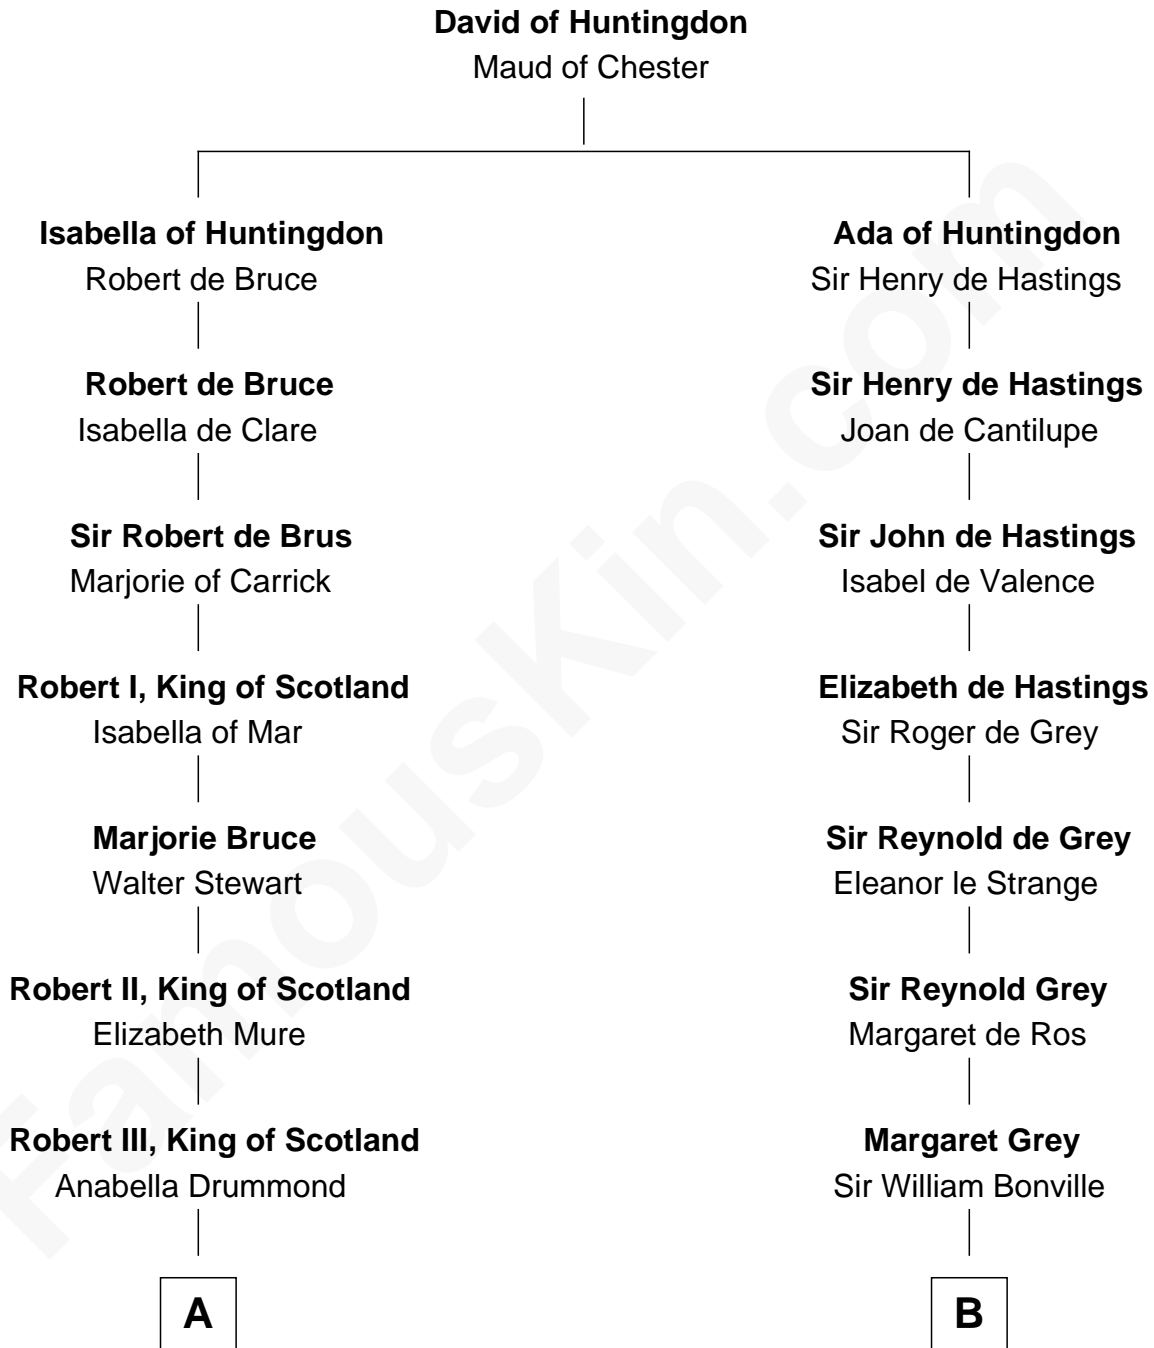 David of Huntingdon
Maud of Chester
Isabella of Huntingdon
Robert de Bruce
Robert de Bruce
Isabella de Clare
Sir Robert de Brus
Marjorie of Carrick
Robert I, King of Scotland
Isabella of Mar
Marjorie Bruce
Walter Stewart
Robert II, King of Scotland
Elizabeth Mure
Robert III, King of Scotland
Anabella Drummond
A
Ada of Huntingdon
Sir Henry de Hastings
Sir Henry de Hastings
Joan de Cantilupe
Sir John de Hastings
Isabel de Valence
Elizabeth de Hastings
Sir Roger de Grey
Sir Reynold de Grey
Eleanor le Strange
Sir Reynold Grey
Margaret de Ros
Margaret Grey
Sir William Bonville
B
FamousKin.com